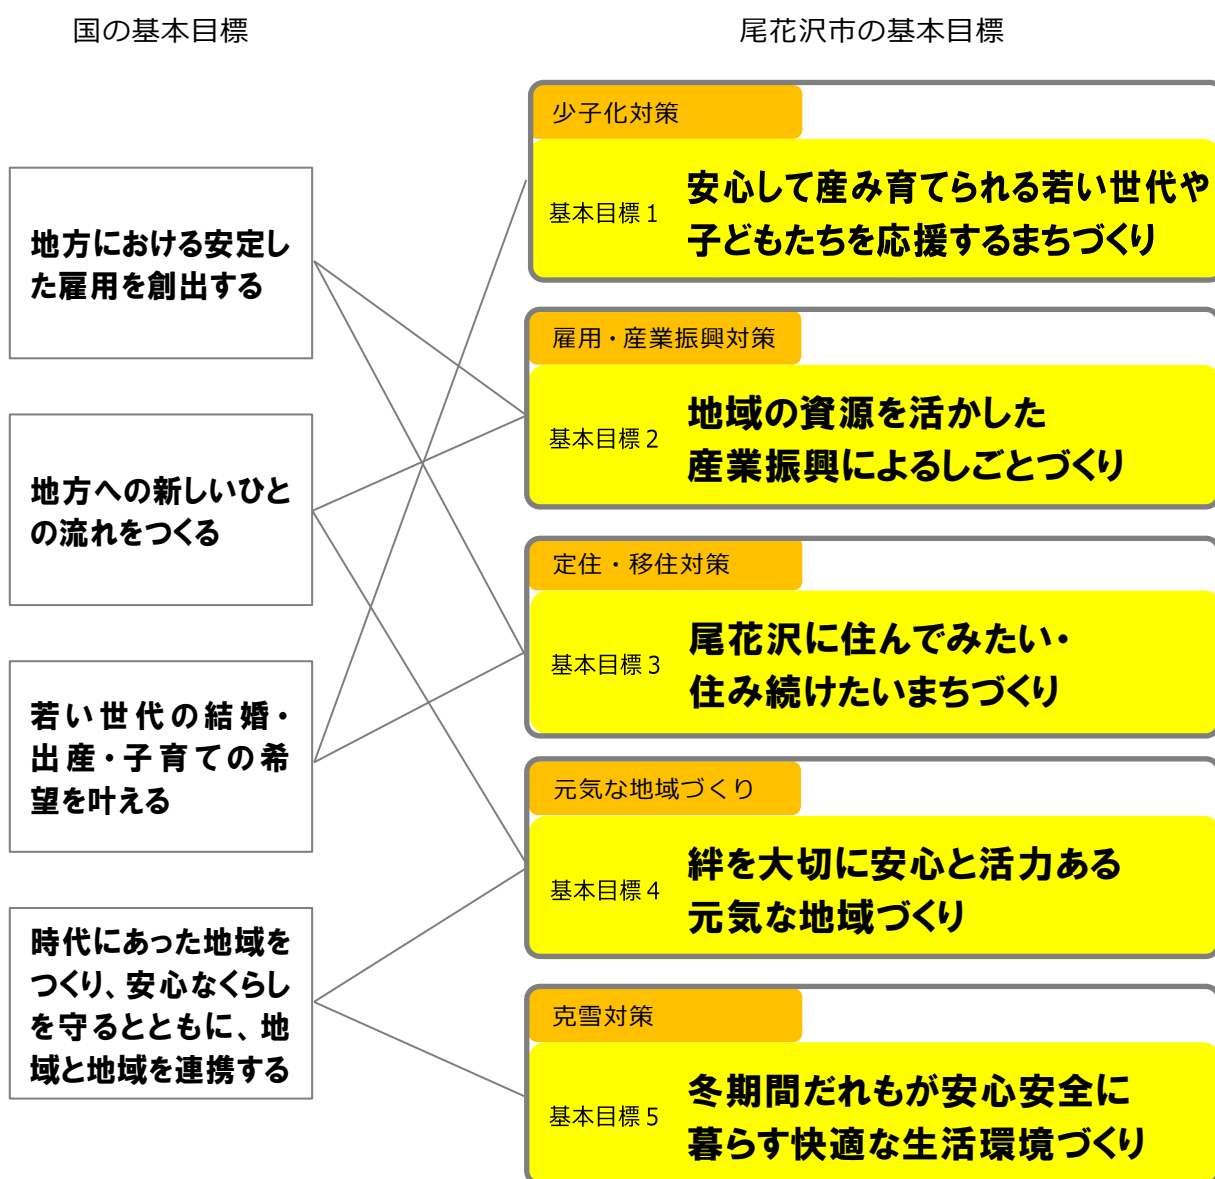 国の基本目標
尾花沢市の基本目標
地方における安定し
た雇用を創出する
地方への新しいひと
の流れをつくる
若い世代の結婚・
出産・子育ての希
望を叶える
時代にあった地域を
つくり、安心なくらし
を守るとともに、地
域と地域を連携する
少子化対策
基本目標１
安心して産み育てられる若い世代や
子どもたちを応援するまちづくり
雇用・産業振興対策
基本目標２
地域の資源を活かした
産業振興によるしごとづくり
定住・移住対策
基本目標３
尾花沢に住んでみたい・
住み続けたいまちづくり
元気な地域づくり
基本目標４
絆を大切に安心と活力ある
元気な地域づくり
克雪対策
基本目標５
冬期間だれもが安心安全に
暮らす快適な生活環境づくり